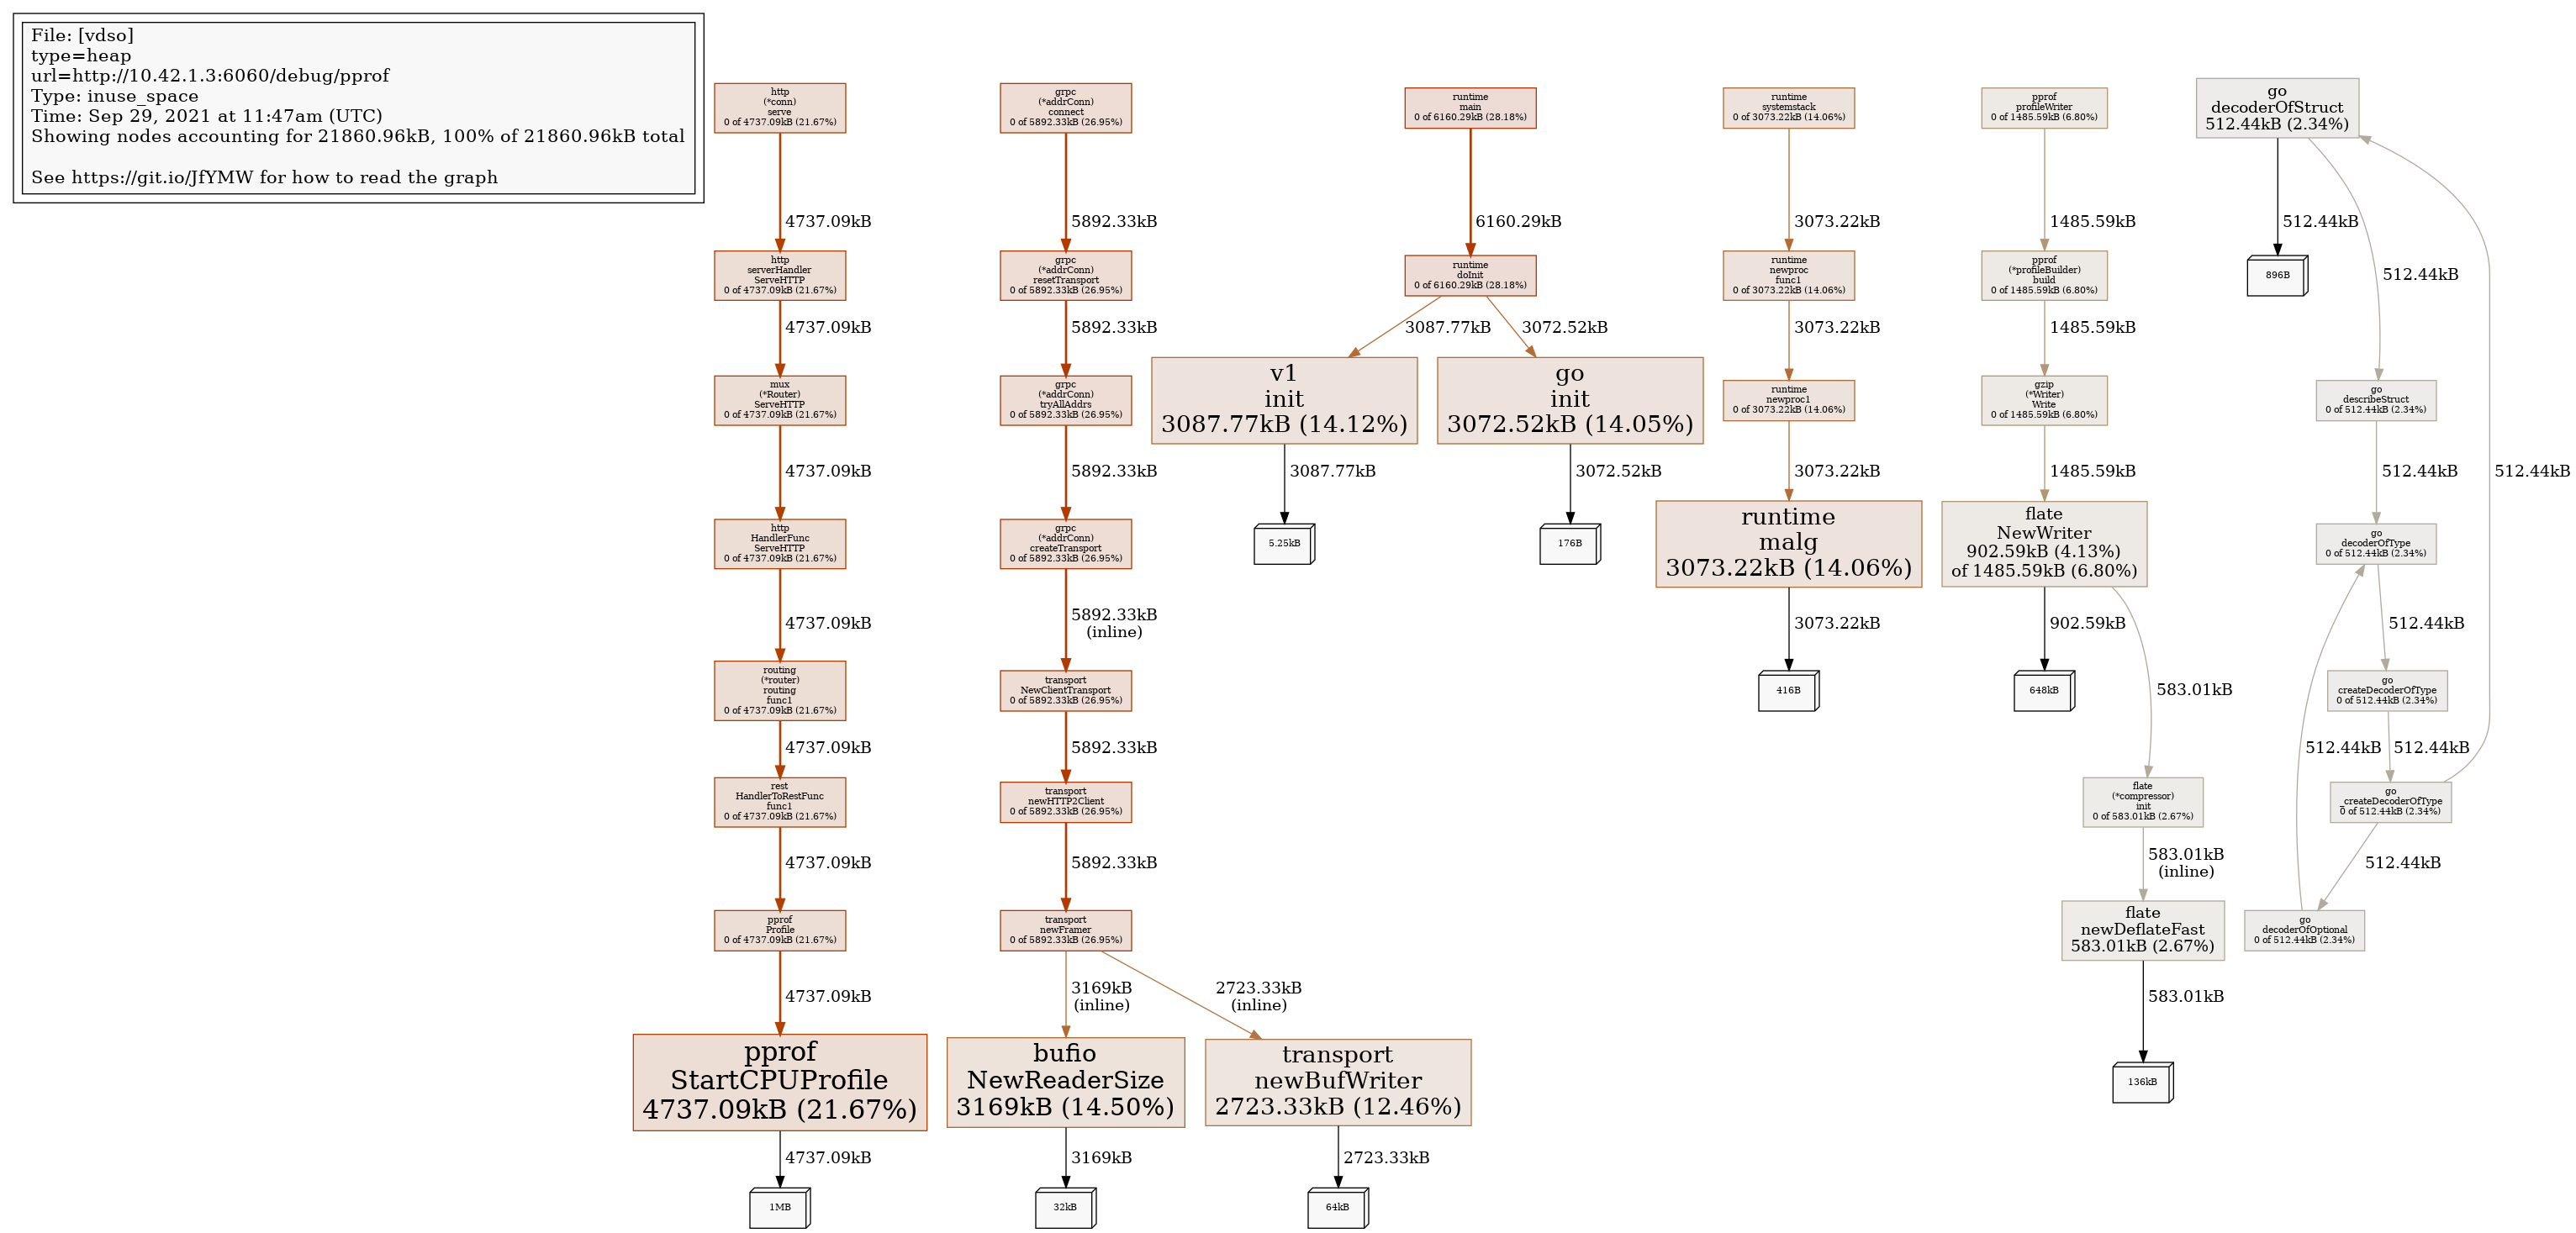 File: [vdso]
type=heap
url=http://10.42.1.3:6060/debug/pprof
Type: inuse_space
Time: Sep 29, 2021 at 11:47am (UTC)
Showing nodes accounting for 21860.96kB, 100% of 21860.96kB total
See https://git.io/JfYMW for how to read the graph
http
(*conn)
serve
0 of 4737.09kB (21.67%)
4737.09kB
http
serverHandler
ServeHTTP
0 of 4737.09kB (21.67%)
4737.09kB
mux
(*Router)
ServeHTTP
0 of 4737.09kB (21.67%)
4737.09kB
http
HandlerFunc
ServeHTTP
0 of 4737.09kB (21.67%)
4737.09kB
routing
(*router)
routing
func1
0 of 4737.09kB (21.67%)
4737.09kB
rest
HandlerToRestFunc
func1
0 of 4737.09kB (21.67%)
4737.09kB
pprof
Profile
0 of 4737.09kB (21.67%)
4737.09kB
pprof
StartCPUProfile
4737.09kB (21.67%)
4737.09kB
1MB
grpc
(*addrConn)
connect
0 of 5892.33kB (26.95%)
5892.33kB
grpc
(*addrConn)
resetTransport
0 of 5892.33kB (26.95%)
5892.33kB
grpc
(*addrConn)
tryAllAddrs
0 of 5892.33kB (26.95%)
5892.33kB
grpc
(*addrConn)
createTransport
0 of 5892.33kB (26.95%)
5892.33kB
(inline)
transport
NewClientTransport
0 of 5892.33kB (26.95%)
5892.33kB
transport
newHTTP2Client
0 of 5892.33kB (26.95%)
5892.33kB
transport
newFramer
0 of 5892.33kB (26.95%)
3169kB
(inline)
2723.33kB
(inline)
bufio
NewReaderSize
3169kB (14.50%)
3169kB
32kB
transport
newBufWriter
2723.33kB (12.46%)
2723.33kB
64kB
runtime
main
0 of 6160.29kB (28.18%)
6160.29kB
runtime
doInit
0 of 6160.29kB (28.18%)
3087.77kB
3072.52kB
v1
init
3087.77kB (14.12%)
3087.77kB
5.25kB
go
init
3072.52kB (14.05%)
3072.52kB
176B
runtime
systemstack
0 of 3073.22kB (14.06%)
3073.22kB
runtime
newproc
func1
0 of 3073.22kB (14.06%)
3073.22kB
runtime
newproc1
0 of 3073.22kB (14.06%)
3073.22kB
runtime
malg
3073.22kB (14.06%)
3073.22kB
416B
pprof
profileWriter
0 of 1485.59kB (6.80%)
1485.59kB
pprof
(*profileBuilder)
build
0 of 1485.59kB (6.80%)
1485.59kB
gzip
(*Writer)
Write
0 of 1485.59kB (6.80%)
1485.59kB
flate
NewWriter
902.59kB (4.13%)
of 1485.59kB (6.80%)
902.59kB
648kB
583.01kB
flate
(*compressor)
init
0 of 583.01kB (2.67%)
583.01kB
(inline)
flate
newDeflateFast
583.01kB (2.67%)
583.01kB
136kB
go
decoderOfStruct
512.44kB (2.34%)
512.44kB
896B
512.44kB
go
describeStruct
0 of 512.44kB (2.34%)
512.44kB
512.44kB
go
decoderOfType
0 of 512.44kB (2.34%)
512.44kB
go
createDecoderOfType
0 of 512.44kB (2.34%)
512.44kB
512.44kB
go
_createDecoderOfType
0 of 512.44kB (2.34%)
512.44kB
go
decoderOfOptional
0 of 512.44kB (2.34%)